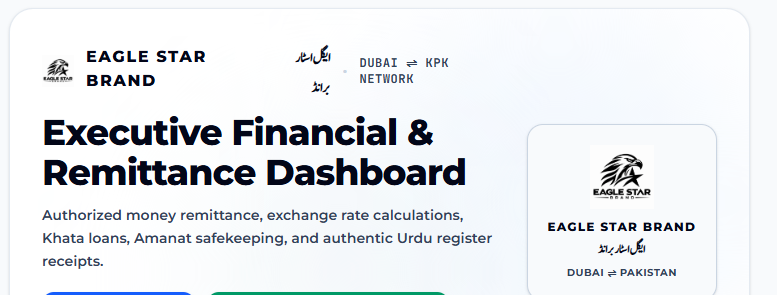 EAGLE STAR
BRAND
ایگل اسٹار
برانڈ
DUBAI ⇌ KPK
NETWORK
Executive Financial &
Remittance Dashboard
Authorized money remittance, exchange rate calculations,
Khata loans, Amanat safekeeping, and authentic Urdu register
receipts.
EAGLE STAR
BRAND
EAGLE STAR BRAND
ایگل اسٹار برانڈ
DUBAI ⇌ PAKISTAN